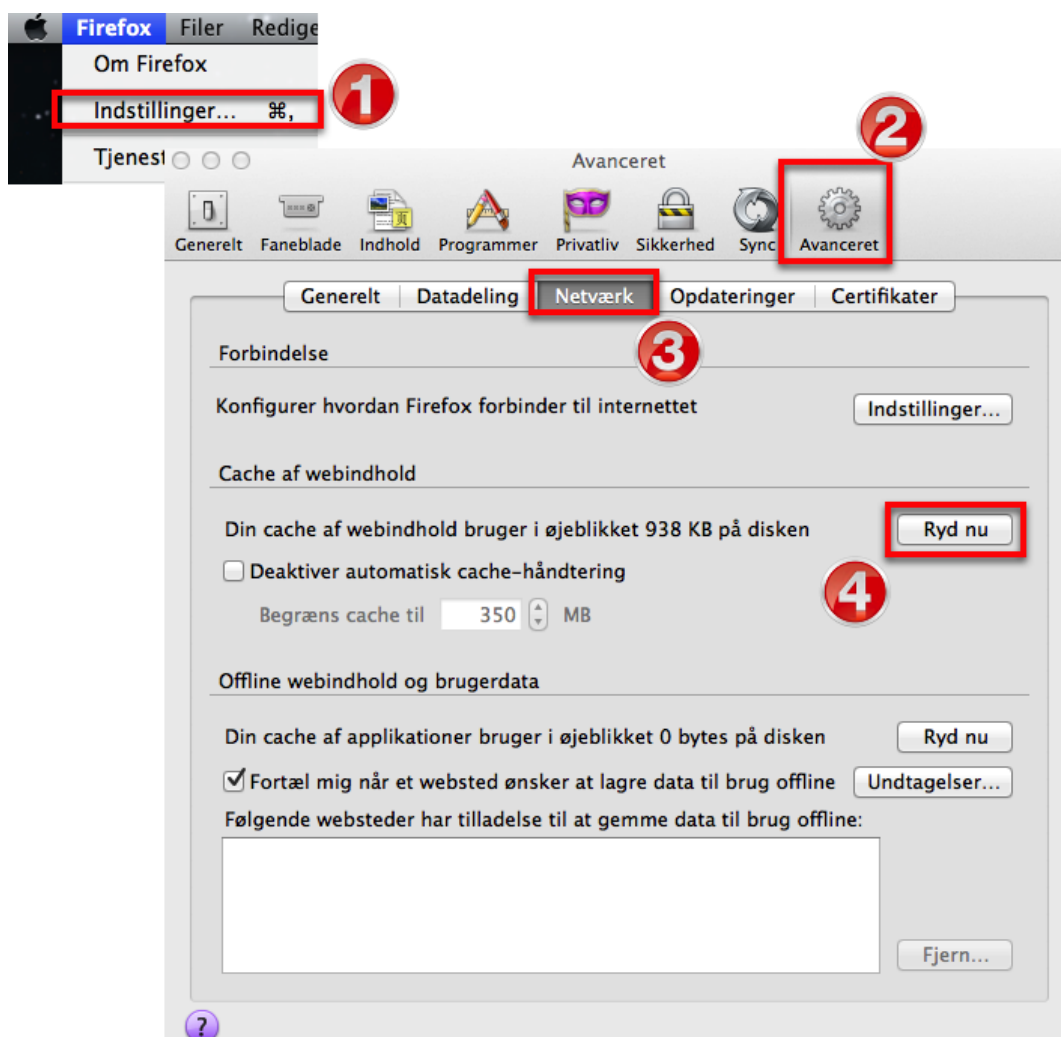 Firefox Filer Redige
Om Firefox
Indstillinger... ⌘,
1
Tjenest
2
Avanceret
Generelt Faneblade Indhold Programmer Privatliv Sikkerhed Sync Avanceret
Generelt Datadeling Netværk Opdateringer Certifikater
3
Forbindelse
Konfigurer hvordan Firefox forbinder til internettet Indstillinger...
Cache af webindhold
Din cache af webindhold bruger i øjeblikket 938 KB på disken Ryd nu
Deaktiver automatisk cache-håndtering
4
Begræns cache til 350 MB
Offline webindhold og brugerdata
Din cache af applikationer bruger i øjeblikket 0 bytes på disken Ryd nu
Fortæl mig når et websted ønsker at lagre data til brug offline Undtagelser...
Følgende websteder har tilladelse til at gemme data til brug offline:
Fjern...
?